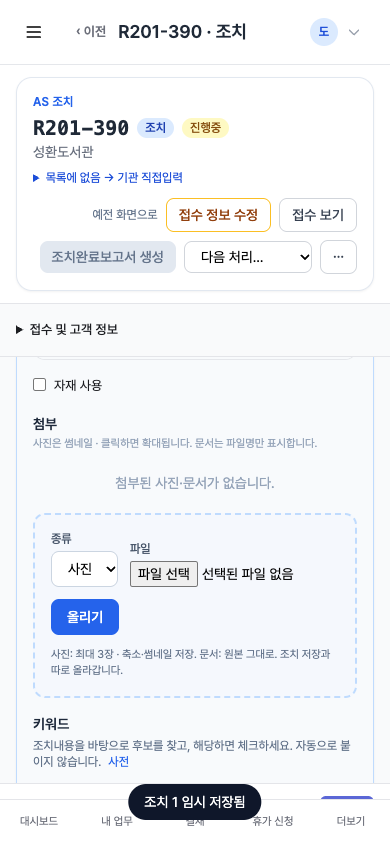 ‹ 이전 R201-390 · 조치 도
AS 조치
R201-390 조치 진행중
성환도서관
▶ 목록에 없음 → 기관 직접입력
예전 화면으로 접수 정보 수정 접수 보기
조치완료보고서 생성 다음 처리... ...
▶ 접수 및 고객 정보
자재 사용
첨부
사진은 썸네일 · 클릭하면 확대됩니다. 문서는 파일명만 표시합니다.
첨부된 사진·문서가 없습니다.
종류 파일
사진 파일 선택 선택된 파일 없음
올리기
사진: 최대 3장 · 축소·썸네일 저장. 문서: 원본 그대로. 조치 저장과
따로 올라갑니다.
키워드
조치내용을 바탕으로 후보를 찾고, 해당하면 체크하세요. 자동으로 붙
이지 않습니다. 사전
조치 1 임시 저장됨
대시보드 내 업무 결재 휴가 신청 더보기